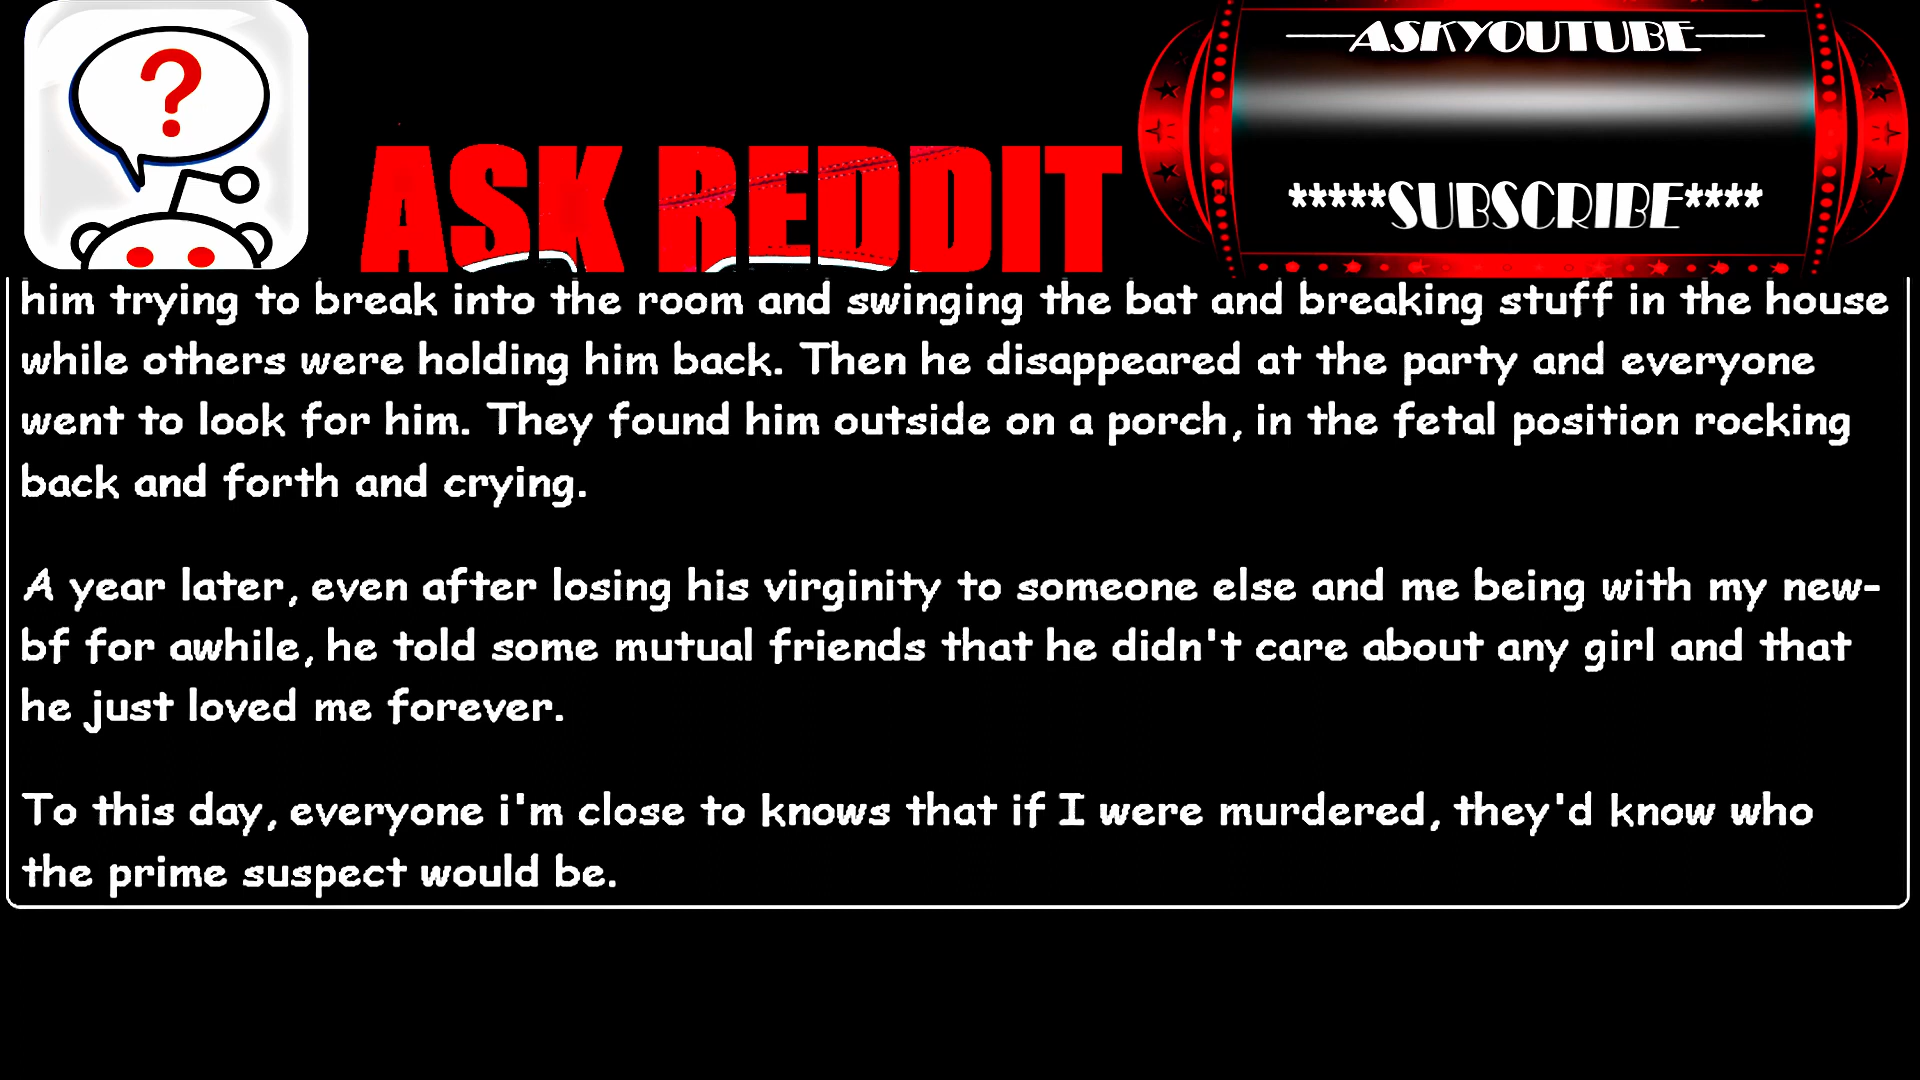 ?
ASK REDDIT
ASKYOUTUBE
*****SUBSCRIBE****
him trying to break into the room and swinging the bat and breaking stuff in the house
while others were holding him back. Then he disappeared at the party and everyone
went to look for him. They found him outside on a porch, in the fetal position rocking
back and forth and crying.
A year later, even after losing his virginity to someone else and me being with my new-
bf for awhile, he told some mutual friends that he didn't care about any girl and that
he just loved me forever.
To this day, everyone i'm close to knows that if I were murdered, they'd know who
the prime suspect would be.